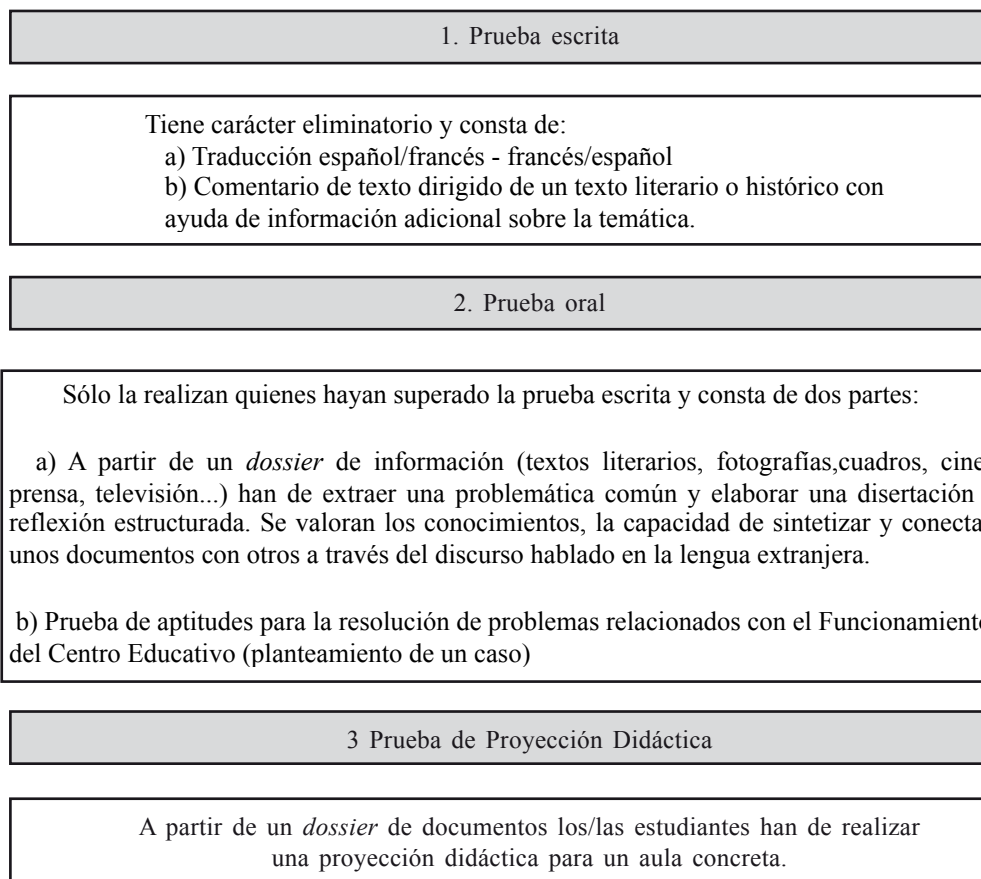 1. Prueba escrita
Tiene carácter eliminatorio y consta de:
a) Traducción español/francés - francés/español
b) Comentario de texto dirigido de un texto literario o histórico con
ayuda de información adicional sobre la temática.
2. Prueba oral
Sólo la realizan quienes hayan superado la prueba escrita y consta de dos partes:
a) A partir de un dossier de información (textos literarios, fotografías,cuadros, cine
prensa, televisión...) han de extraer una problemática común y elaborar una disertación
reflexión estructurada. Se valoran los conocimientos, la capacidad de sintetizar y conecta
unos documentos con otros a través del discurso hablado en la lengua extranjera.
b) Prueba de aptitudes para la resolución de problemas relacionados con el Funcionamiento
del Centro Educativo (planteamiento de un caso)
3 Prueba de Proyección Didáctica
A partir de un dossier de documentos los/las estudiantes han de realizar
una proyección didáctica para un aula concreta.